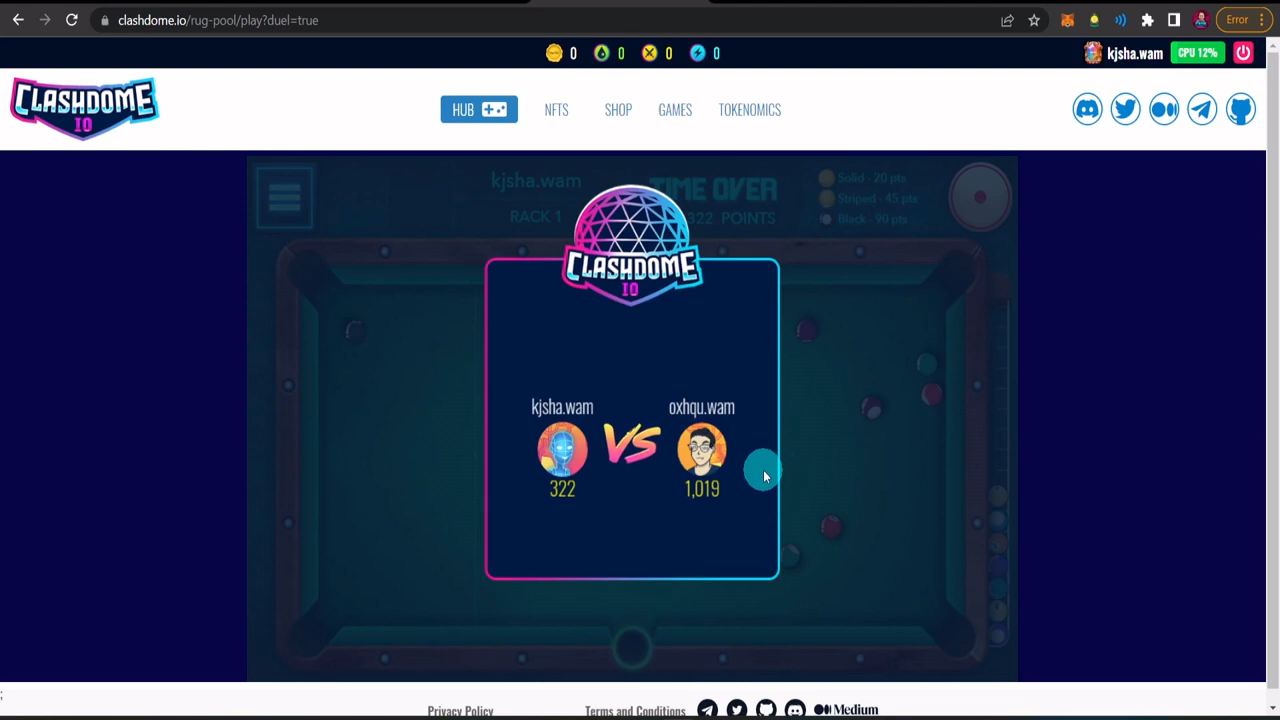 clashdome.io/rug-pool/play?duel=true
Error
0 0 0 0
kjsha.wam
CPU 12%
CLASHDOME
IO
HUB
NFTS
SHOP
GAMES
TOKENOMICS
kjsha.wam
RACK 1
TIME OVER
322 POINTS
Solid - 20 pts
Striped - 45 pts
Black - 90 pts
CLASHDOME
IO
kjsha.wam
VS
oxhqu.wam
322
1,019
;
Privacy Policy
Terms and Conditions
Medium